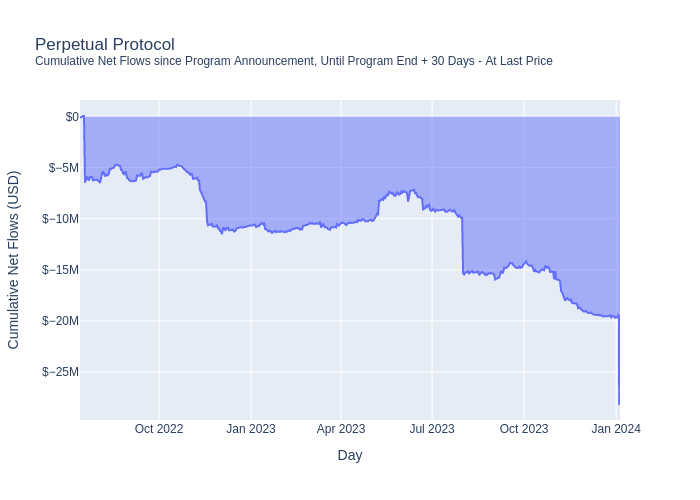 Perpetual Protocol
Cumulative Net Flows since Program Announcement, Until Program End + 30 Days - At Last Price
Cumulative Net Flows (USD)
$0
$−5M
$−10M
$−15M
$−20M
$−25M
Oct 2022
Jan 2023
Apr 2023
Jul 2023
Oct 2023
Jan 2024
Day